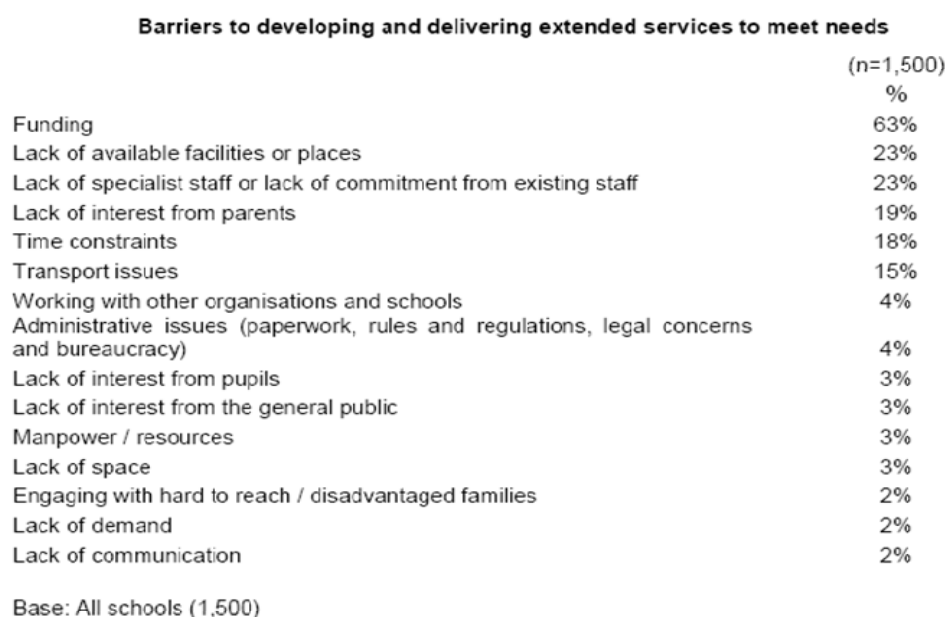 Barriers to developing and delivering extended services to meet needs
(n=1,500)
%
Funding 63%
Lack of available facilities or places 23%
Lack of specialist staff or lack of commitment from existing staff 23%
Lack of interest from parents 19%
Time constraints 18%
Transport issues 15%
Working with other organisations and schools 4%
Administrative issues (paperwork, rules and regulations, legal concerns
and bureaucracy) 4%
Lack of interest from pupils 3%
Lack of interest from the general public 3%
Manpower / resources 3%
Lack of space 3%
Engaging with hard to reach / disadvantaged families 2%
Lack of demand 2%
Lack of communication 2%
Base: All schools (1,500)